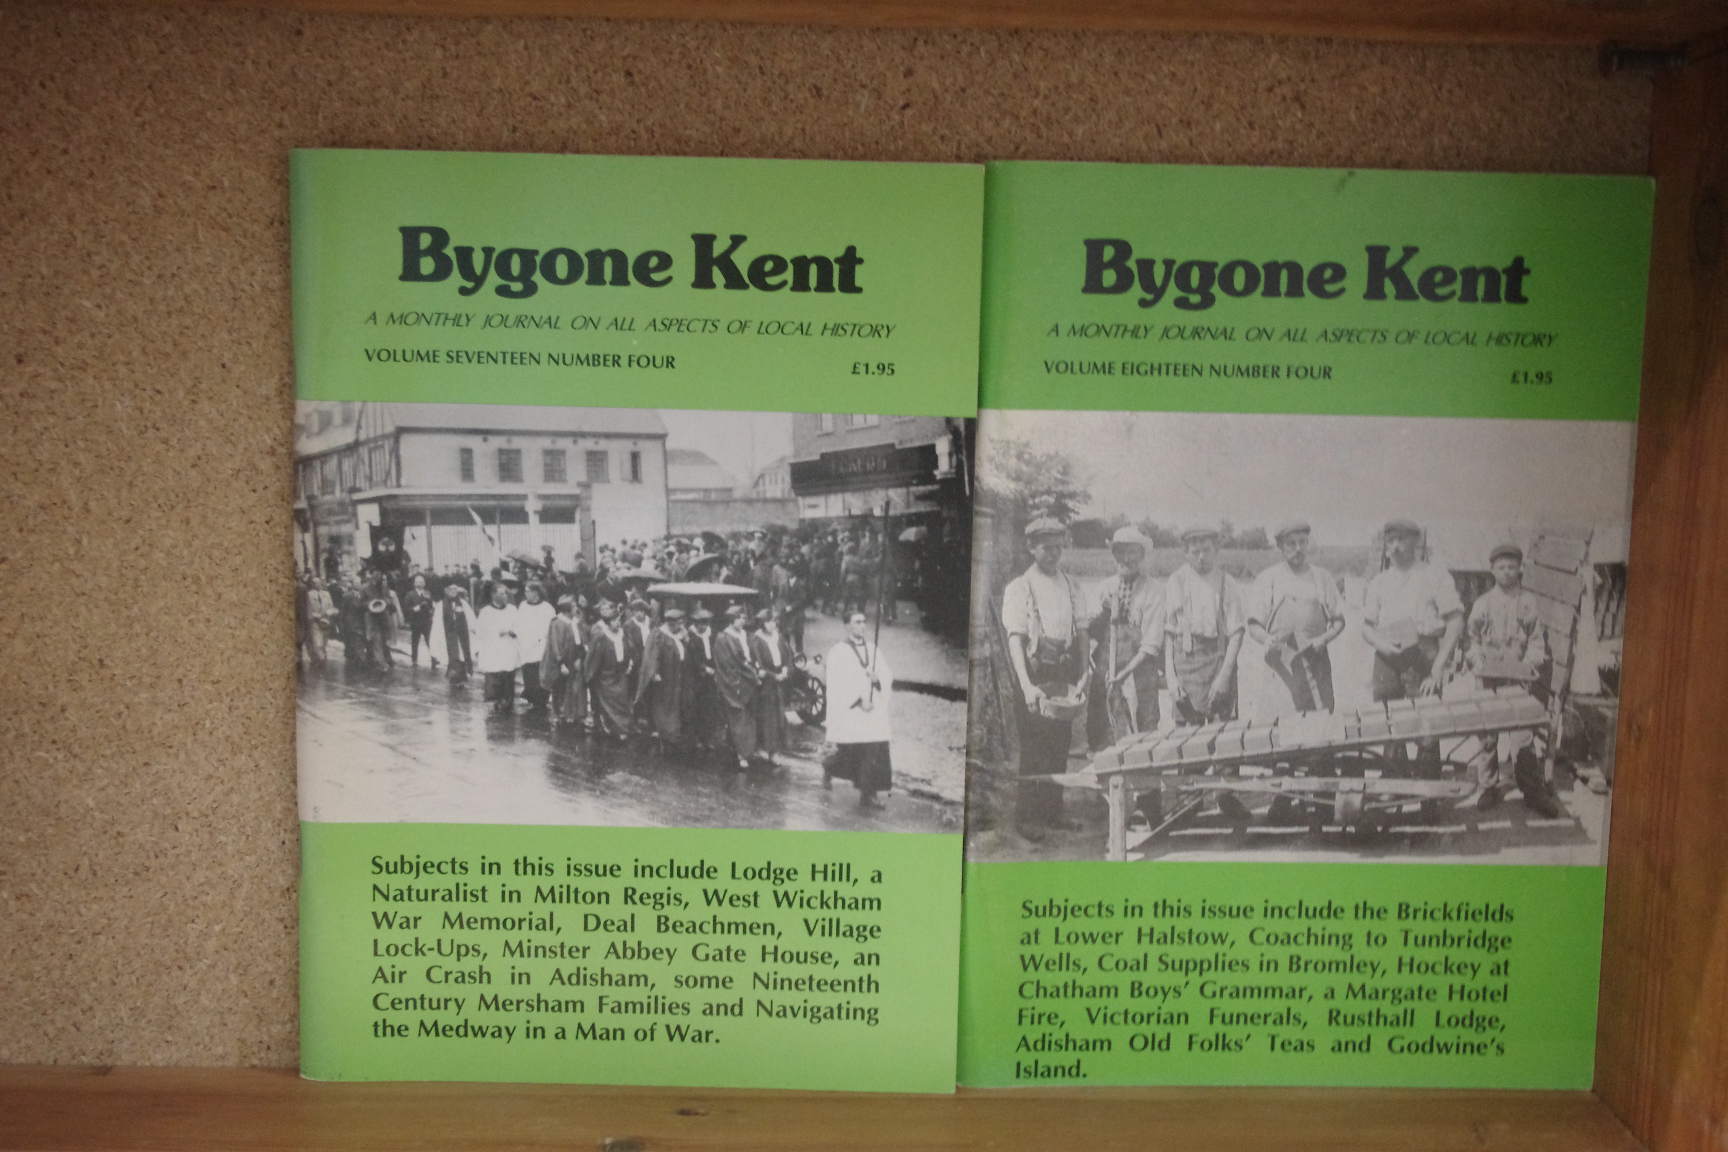 Bygone Kent
A MONTHLY JOURNAL ON ALL ASPECTS OF LOCAL HISTORY
VOLUME SEVENTEEN NUMBER FOUR £1.95
Subjects in this issue include Lodge Hill, a
Naturalist in Milton Regis, West Wickham
War Memorial, Deal Beachmen, Village
Lock-Ups, Minster Abbey Gate House, an
Air Crash in Adisham, some Nineteenth
Century Mersham Families and Navigating
the Medway in a Man of War.
Bygone Kent
A MONTHLY JOURNAL ON ALL ASPECTS OF LOCAL HISTORY
VOLUME EIGHTEEN NUMBER FOUR £1.95
Subjects in this issue include the Brickfields
at Lower Halstow, Coaching to Tunbridge
Wells, Coal Supplies in Bromley, Hockey at
Chatham Boys' Grammar, a Margate Hotel
Fire, Victorian Funerals, Rusthall Lodge,
Adisham Old Folks' Teas and Godwine's
Island.